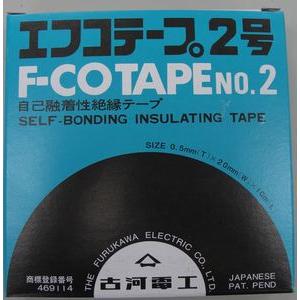 エフコテープ2号
F-CO TAPE NO. 2
自己融着性絶縁テープ
SELF-BONDING INSULATING TAPE
SIZE 0.5mm(T)×20mm(W)×10m(L)
THE FURUKAWA ELECTRIC CO., LTD.
古河電工
商標登録番号
469114
JAPANESE
PAT. PEND